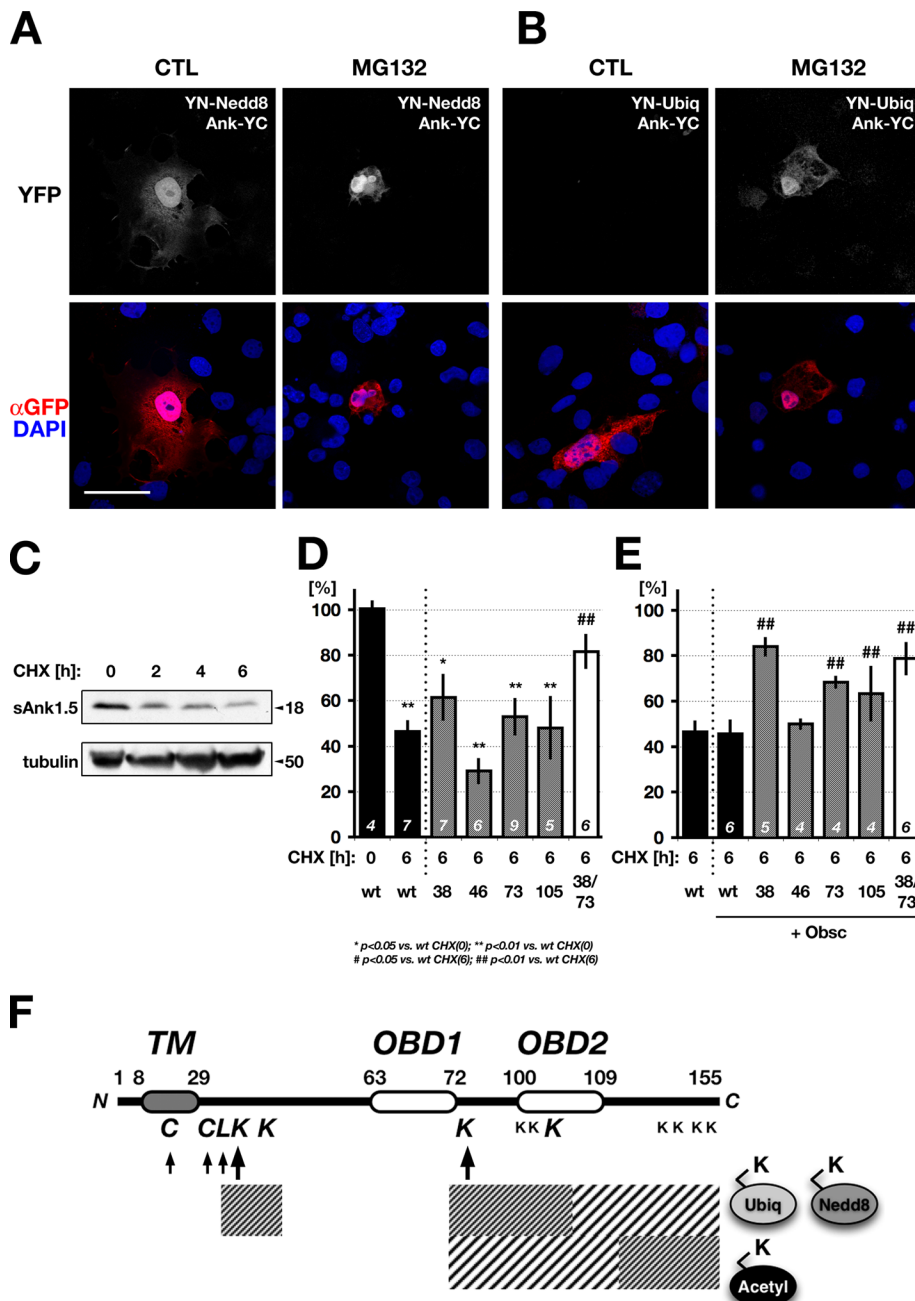 A
B
CTL
MG132
CTL
MG132
YFP
YN-Nedd8
Ank-YC
YN-Nedd8
Ank-YC
YN-Ubiq
Ank-YC
YN-Ubiq
Ank-YC
αGFP
DAPI
C
CHX [h]: 0 2 4 6
sAnk1.5 ◄18
tubulin ◄50
D
[%]
100
80
60
40
20
0
** * ** ** ** ##
4 7 7 6 9 5 6
CHX [h]: 0 6 6 6 6 6 6
wt wt 38 46 73 105 38/
73
* p<0.05 vs. wt CHX(0); ** p<0.01 vs. wt CHX(0)
# p<0.05 vs. wt CHX(6); ## p<0.01 vs. wt CHX(6)
E
[%]
100
80
60
40
20
0
## ## ## ##
6 5 4 4 4 6
CHX [h]: 6 6 6 6 6 6 6
wt wt 38 46 73 105 38/
73
+ Obsc
F
TM OBD1 OBD2
1 8 29 63 72 100 109 155
N C
C CLK K K KK K K K K K
K K
Ubiq Nedd8
K
Acetyl